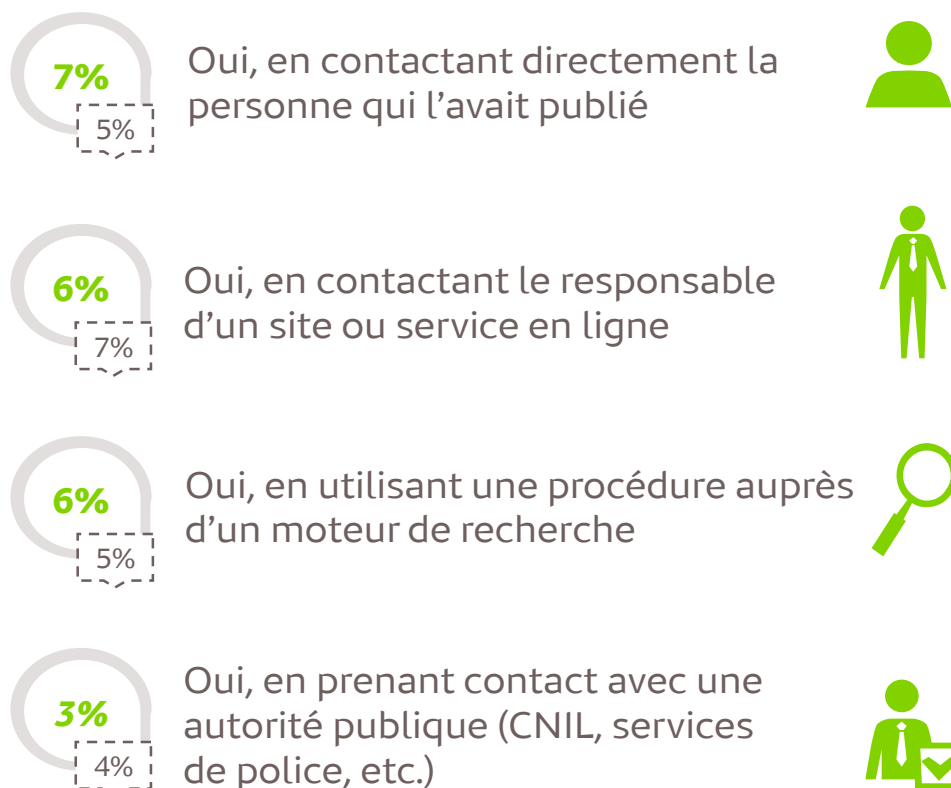 7%
5%
Oui, en contactant directement la
personne qui l'avait publié
6%
7%
Oui, en contactant le responsable
d'un site ou service en ligne
6%
5%
Oui, en utilisant une procédure auprès
d'un moteur de recherche
3%
4%
Oui, en prenant contact avec une
autorité publique (CNIL, services
de police, etc.)